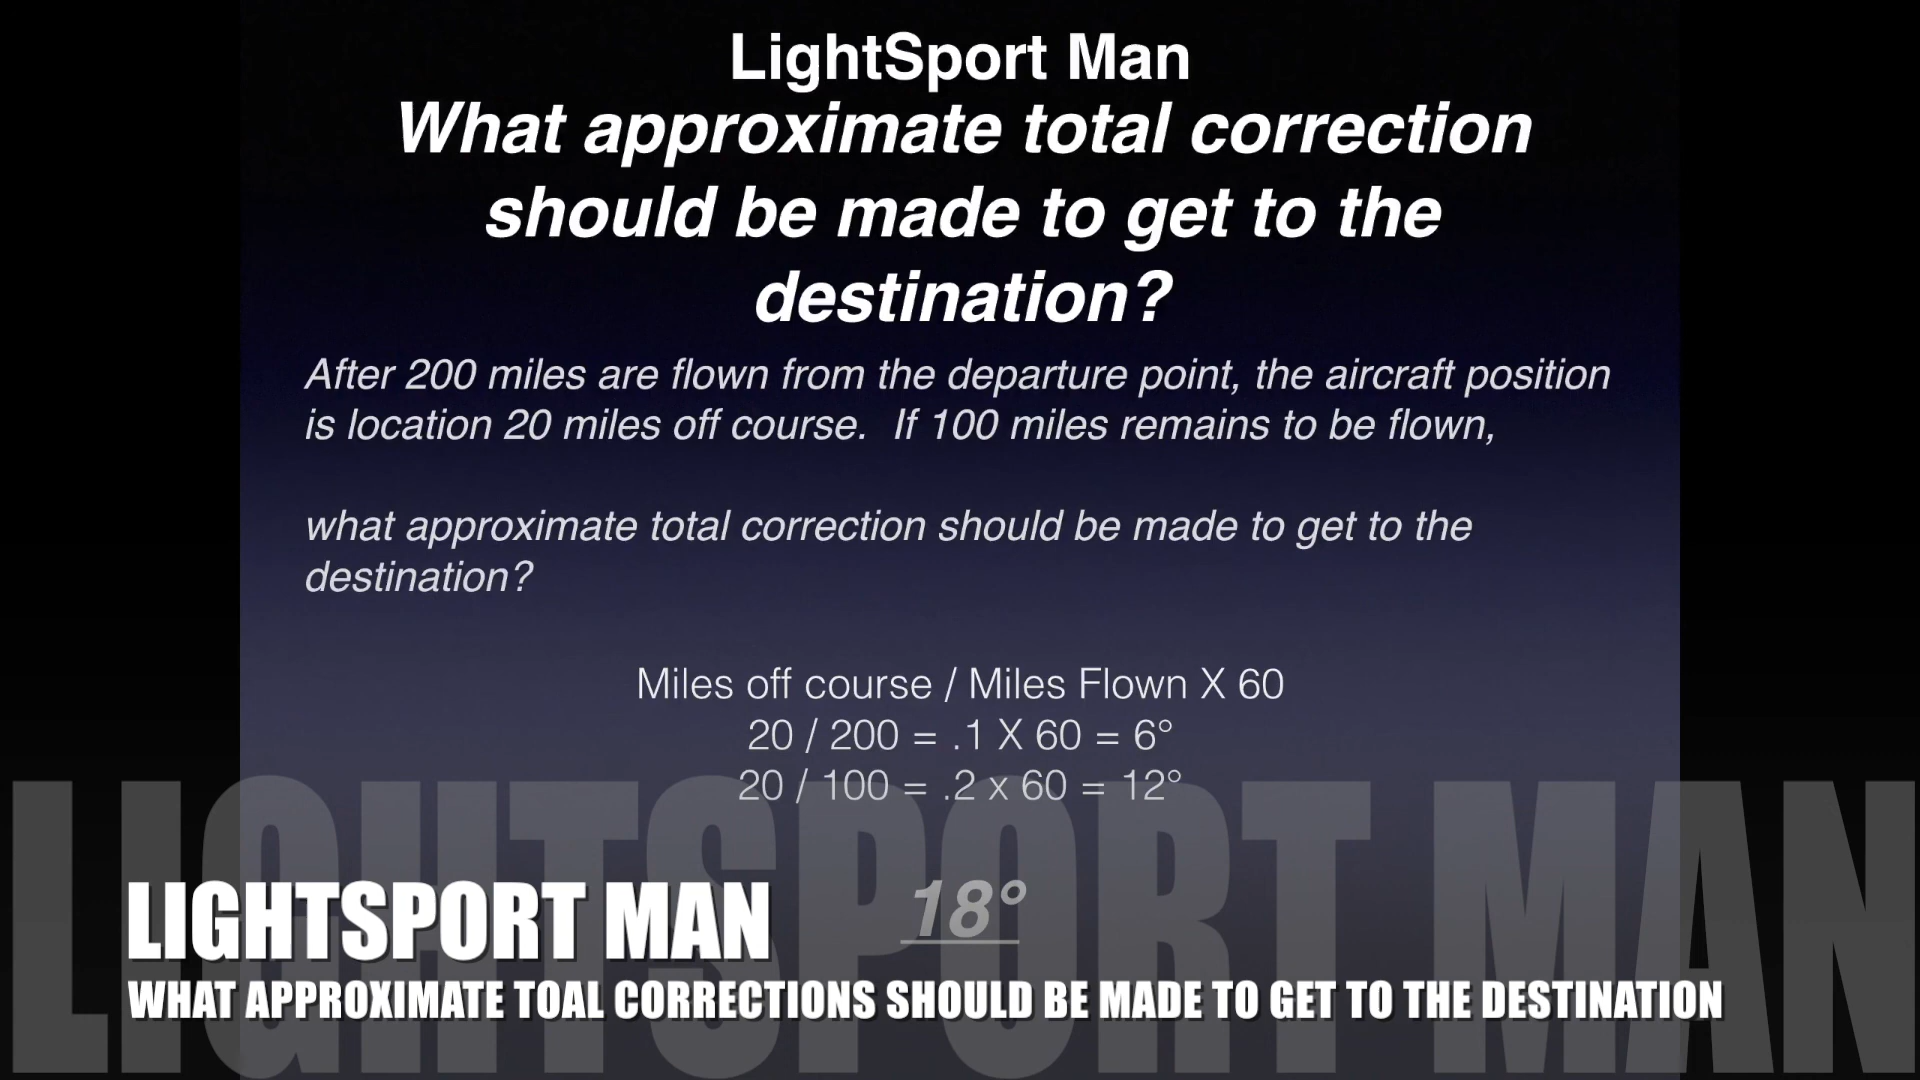 LightSport Man
What approximate total correction
should be made to get to the
destination?
After 200 miles are flown from the departure point, the aircraft position
is location 20 miles off course.  If 100 miles remains to be flown,
what approximate total correction should be made to get to the
destination?
Miles off course / Miles Flown X 60
20 / 200 = .1 X 60 = 6°
20 / 100 = .2 x 60 = 12°
18°
LIGHTSPORT MAN
LIGHTSPORT MAN
WHAT APPROXIMATE TOAL CORRECTIONS SHOULD BE MADE TO GET TO THE DESTINATION